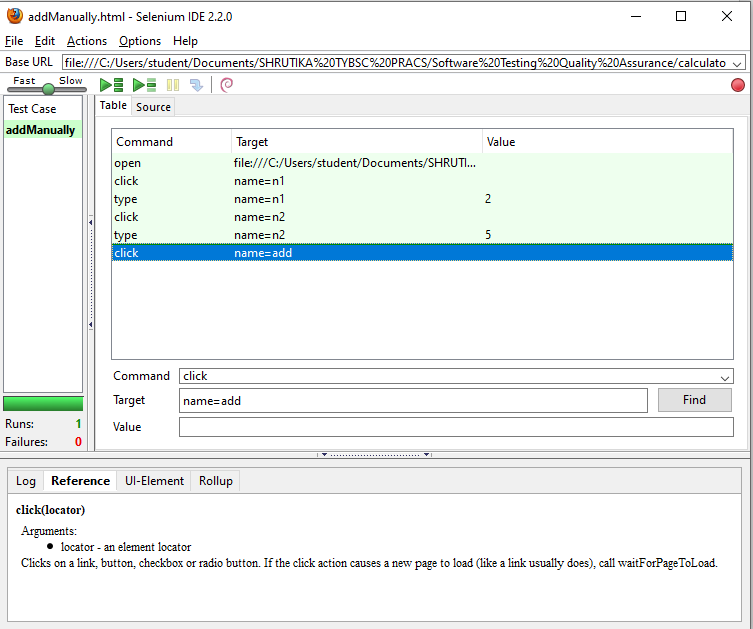 addManually.html - Selenium IDE 2.2.0
File Edit Actions Options Help
Base URL file:///C:/Users/student/Documents/SHRUTIKA%20TYBSC%20PRACS/Software%20Testing%20Quality%20Assurance/calculato
Fast Slow
Test Case
addManually
Table Source
Command Target Value
open file:///C:/Users/student/Documents/SHRUTI...
click name=n1
type name=n1 2
click name=n2
type name=n2 5
click name=add
Command click
Target name=add Find
Value
Runs: 1
Failures: 0
Log Reference UI-Element Rollup
click(locator)
Arguments:
● locator - an element locator
Clicks on a link, button, checkbox or radio button. If the click action causes a new page to load (like a link usually does), call waitForPageToLoad.